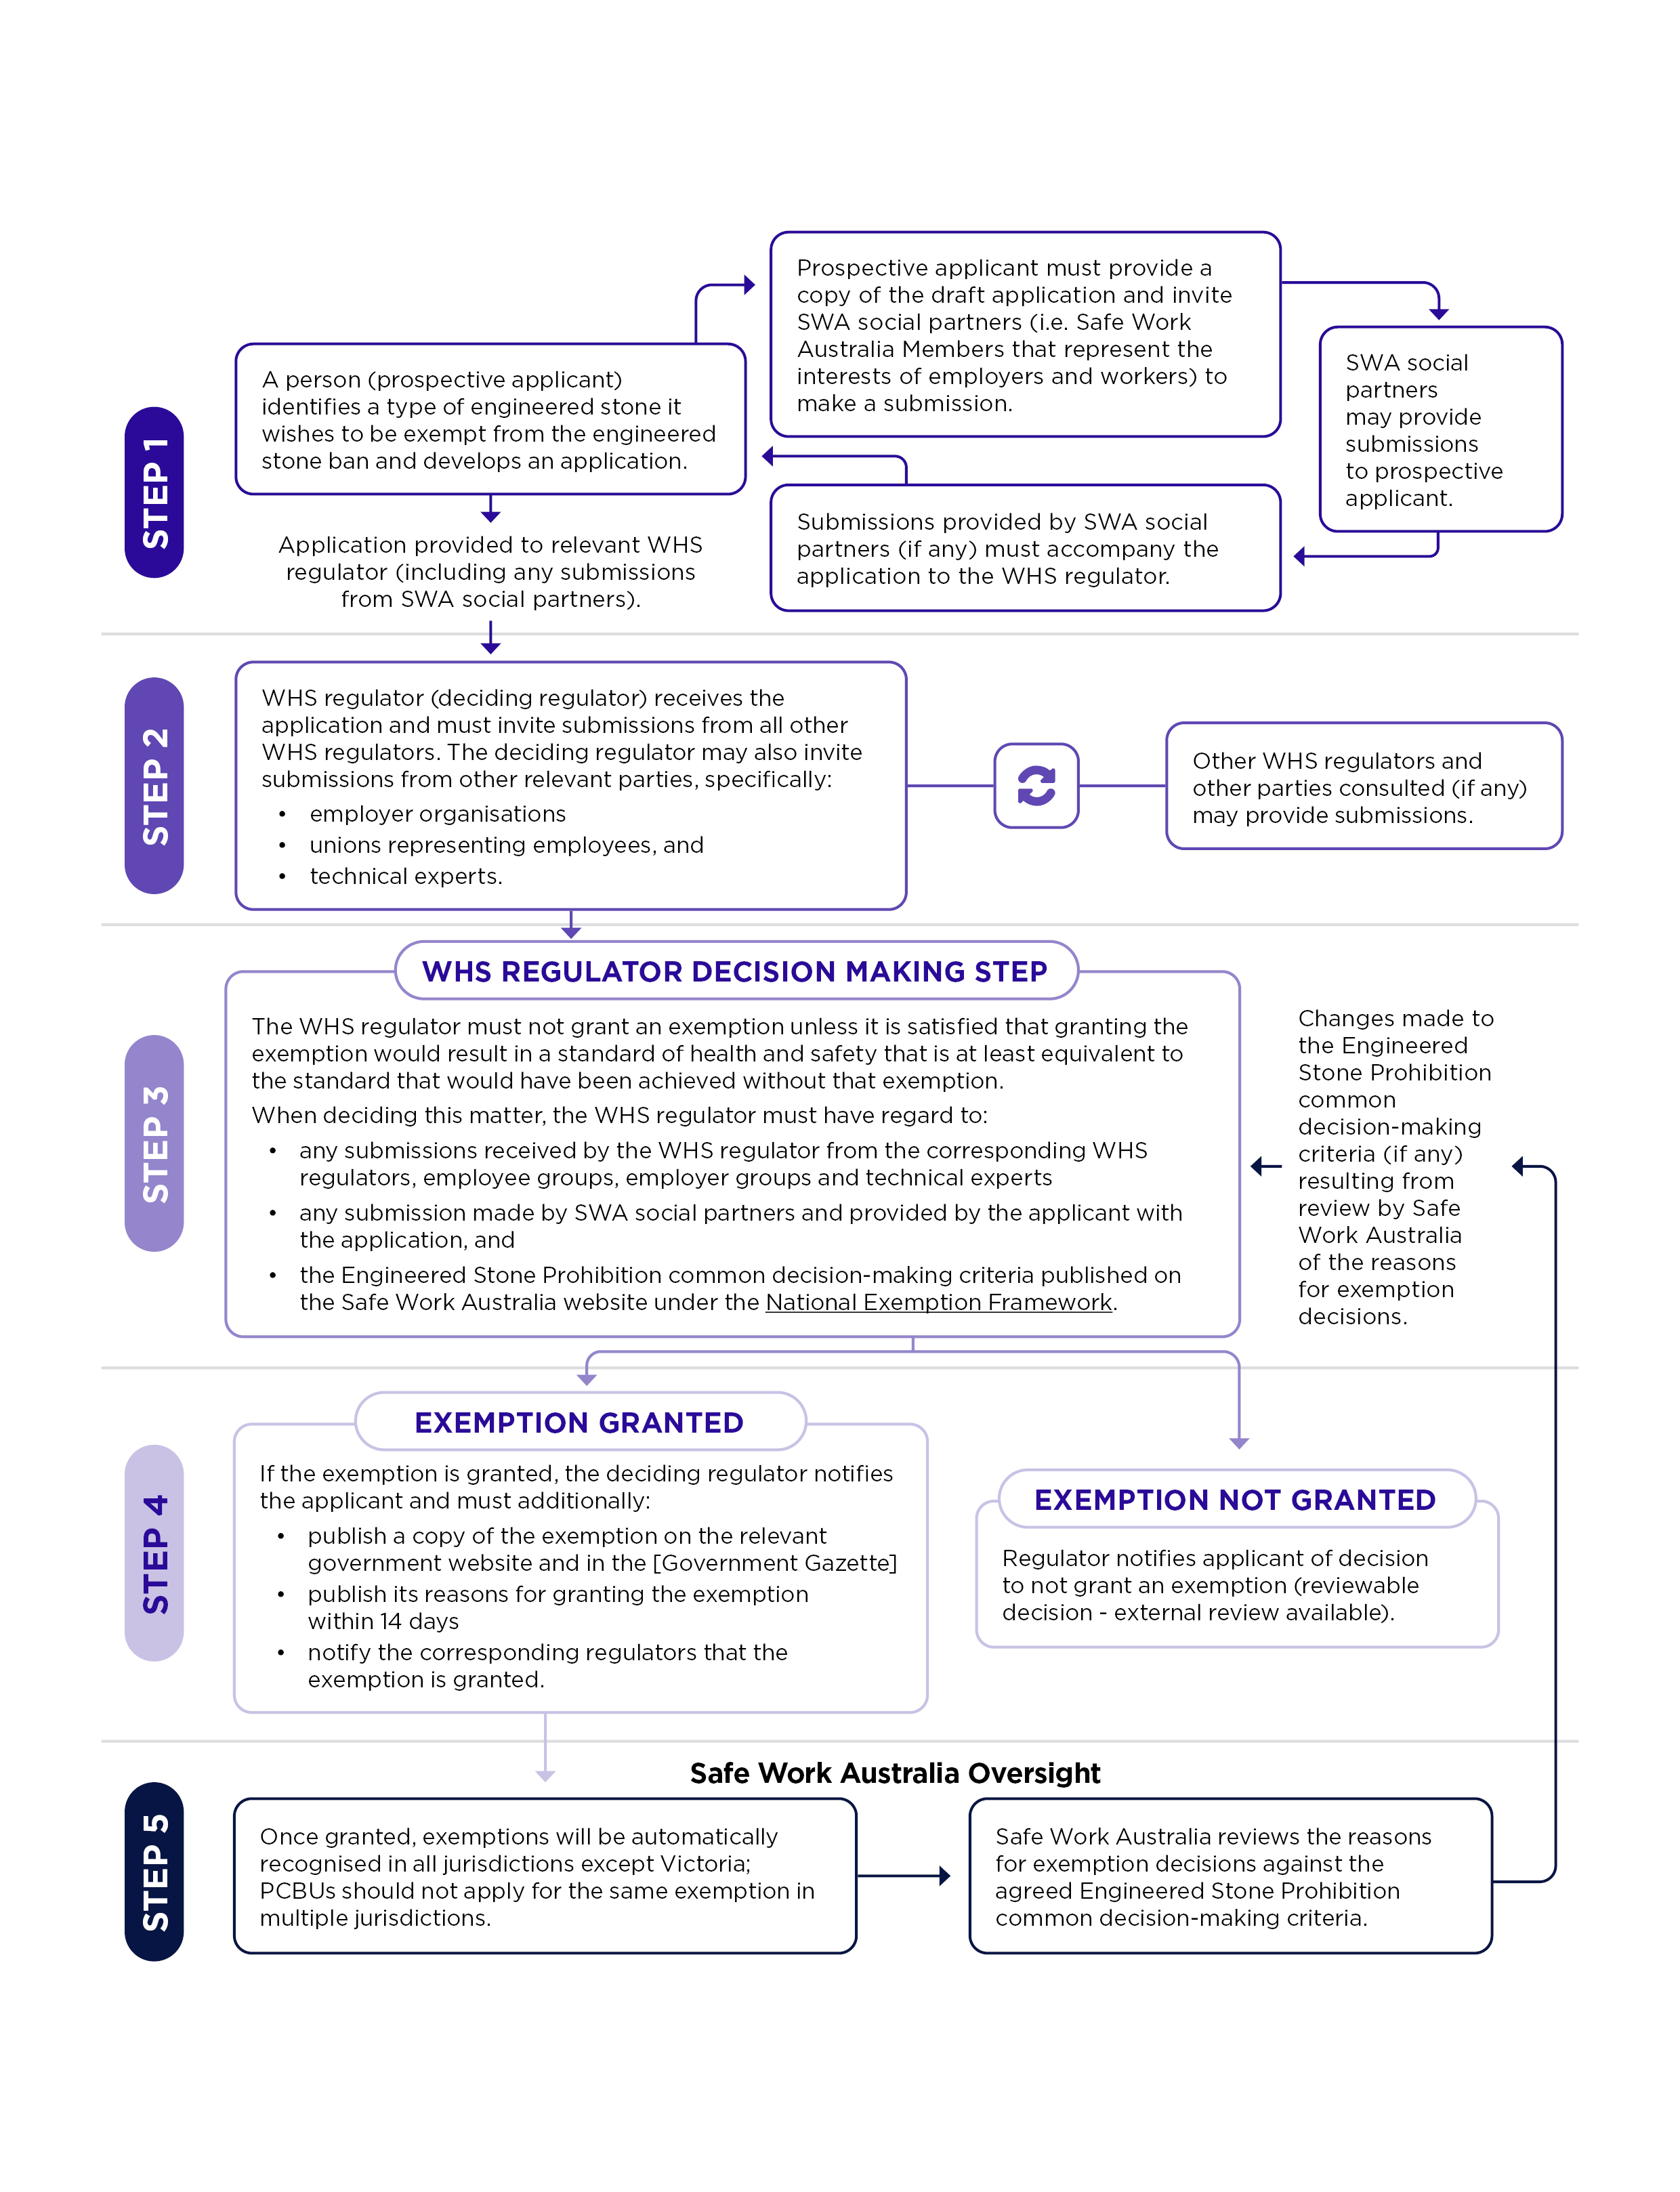 STEP 1
A person (prospective applicant)
identifies a type of engineered stone it
wishes to be exempt from the engineered
stone ban and develops an application.
Prospective applicant must provide a
copy of the draft application and invite
SWA social partners (i.e. Safe Work
Australia Members that represent the
interests of employers and workers) to
make a submission.
SWA social
partners
may provide
submissions
to prospective
applicant.
Submissions provided by SWA social
partners (if any) must accompany the
application to the WHS regulator.
Application provided to relevant WHS
regulator (including any submissions
from SWA social partners).
STEP 2
WHS regulator (deciding regulator) receives the
application and must invite submissions from all other
WHS regulators. The deciding regulator may also invite
submissions from other relevant parties, specifically:
• employer organisations
• unions representing employees, and
• technical experts.
Other WHS regulators and
other parties consulted (if any)
may provide submissions.
STEP 3
WHS REGULATOR DECISION MAKING STEP
The WHS regulator must not grant an exemption unless it is satisfied that granting the
exemption would result in a standard of health and safety that is at least equivalent to
the standard that would have been achieved without that exemption.
When deciding this matter, the WHS regulator must have regard to:
• any submissions received by the WHS regulator from the corresponding WHS
regulators, employee groups, employer groups and technical experts
• any submission made by SWA social partners and provided by the applicant with
the application, and
• the Engineered Stone Prohibition common decision-making criteria published on
the Safe Work Australia website under the National Exemption Framework.
Changes made to
the Engineered
Stone Prohibition
common
decision-making
criteria (if any)
resulting from
review by Safe
Work Australia
of the reasons
for exemption
decisions.
STEP 4
EXEMPTION GRANTED
If the exemption is granted, the deciding regulator notifies
the applicant and must additionally:
• publish a copy of the exemption on the relevant
government website and in the [Government Gazette]
• publish its reasons for granting the exemption
within 14 days
• notify the corresponding regulators that the
exemption is granted.
EXEMPTION NOT GRANTED
Regulator notifies applicant of decision
to not grant an exemption (reviewable
decision - external review available).
STEP 5
Safe Work Australia Oversight
Once granted, exemptions will be automatically
recognised in all jurisdictions except Victoria;
PCBUs should not apply for the same exemption in
multiple jurisdictions.
Safe Work Australia reviews the reasons
for exemption decisions against the
agreed Engineered Stone Prohibition
common decision-making criteria.